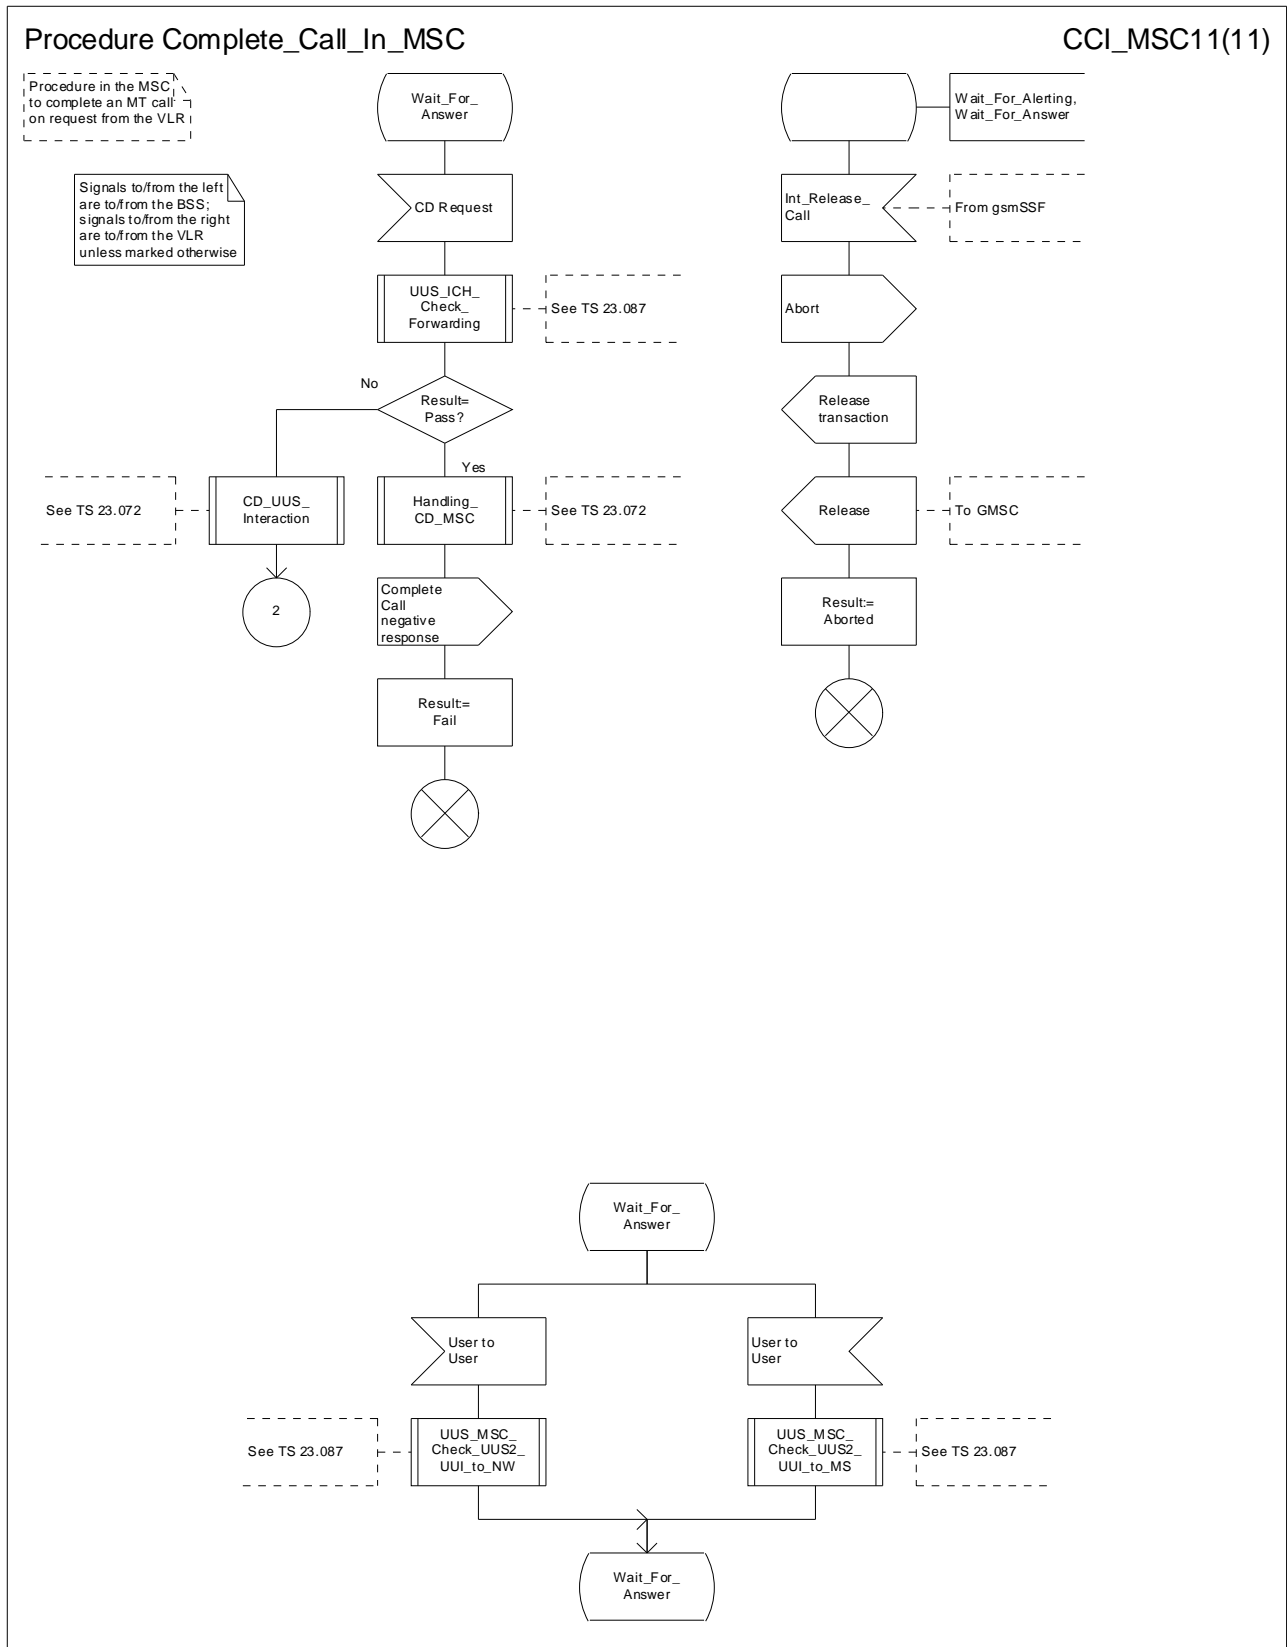 Procedure Complete_Call_In_MSC
CCI_MSC11(11)
Procedure in the MSC
to complete an MT call
on request from the VLR
Signals to/from the left
are to/from the BSS;
signals to/from the right
are to/from the VLR
unless marked otherwise
Wait_For_
Answer
CD Request
UUS_ICH_
Check_
Forwarding
See TS 23.087
Result=
Pass?
No
Yes
See TS 23.072
CD_UUS_
Interaction
2
Handling_
CD_MSC
See TS 23.072
Complete
Call
negative
response
Result:=
Fail
Wait_For_Alerting,
Wait_For_Answer
Int_Release_
Call
From gsmSSF
Abort
Release
transaction
Release
To GMSC
Result:=
Aborted
Wait_For_
Answer
User to
User
User to
User
See TS 23.087
UUS_MSC_
Check_UUS2_
UUI_to_NW
UUS_MSC_
Check_UUS2_
UUI_to_MS
See TS 23.087
Wait_For_
Answer